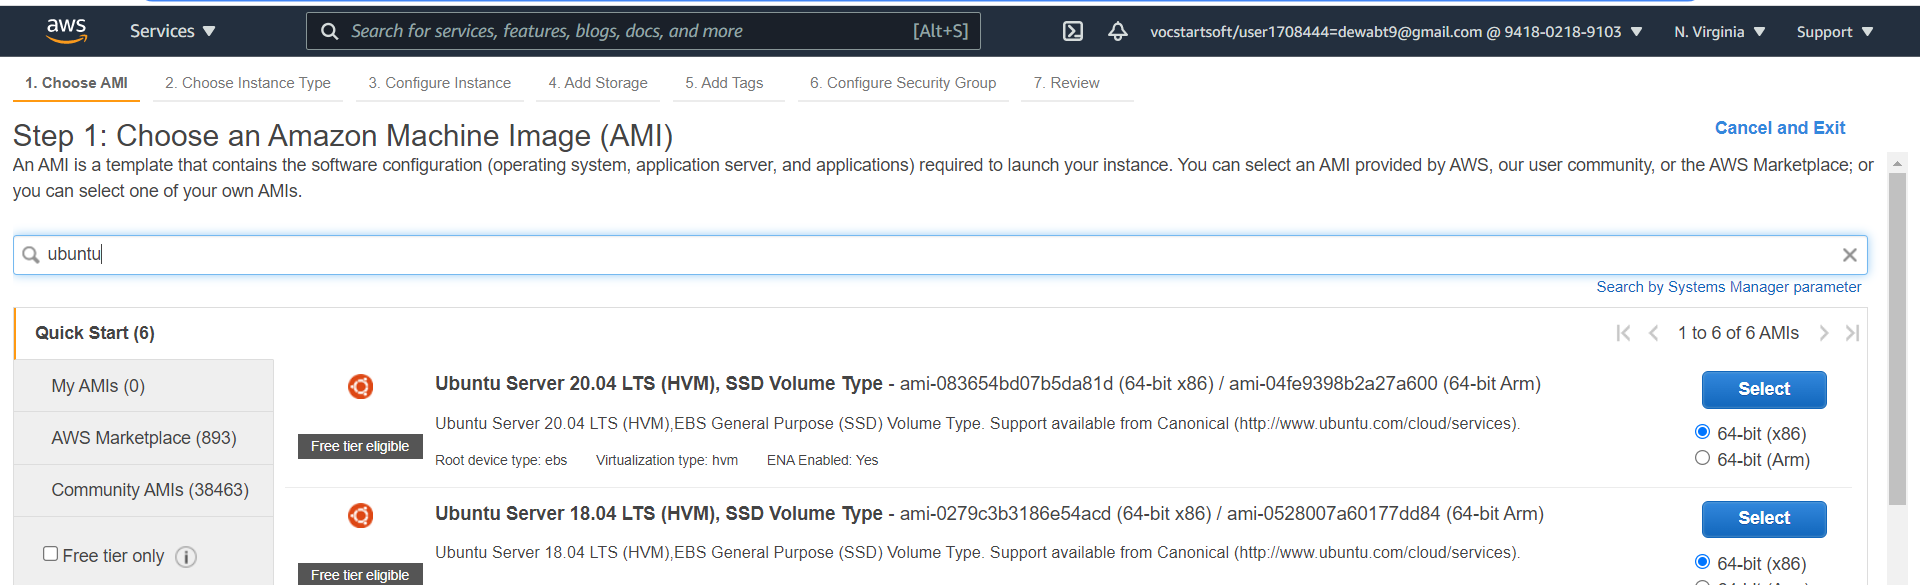 aws Services Search for services, features, blogs, docs, and more [Alt+S] vocstartsoft/user1708444=dewabt9@gmail.com @ 9418-0218-9103 N. Virginia Support
1. Choose AMI 2. Choose Instance Type 3. Configure Instance 4. Add Storage 5. Add Tags 6. Configure Security Group 7. Review
Step 1: Choose an Amazon Machine Image (AMI)
Cancel and Exit
An AMI is a template that contains the software configuration (operating system, application server, and applications) required to launch your instance. You can select an AMI provided by AWS, our user community, or the AWS Marketplace; or
you can select one of your own AMIs.
ubuntu
Search by Systems Manager parameter
Quick Start (6)
1 to 6 of 6 AMIs
My AMIs (0)
AWS Marketplace (893)
Community AMIs (38463)
Free tier only
Ubuntu Server 20.04 LTS (HVM), SSD Volume Type - ami-083654bd07b5da81d (64-bit x86) / ami-04fe9398b2a27a600 (64-bit Arm)
Select
Ubuntu Server 20.04 LTS (HVM),EBS General Purpose (SSD) Volume Type. Support available from Canonical (http://www.ubuntu.com/cloud/services).
64-bit (x86)
Free tier eligible
Root device type: ebs Virtualization type: hvm ENA Enabled: Yes
64-bit (Arm)
Ubuntu Server 18.04 LTS (HVM), SSD Volume Type - ami-0279c3b3186e54acd (64-bit x86) / ami-0528007a60177dd84 (64-bit Arm)
Select
Ubuntu Server 18.04 LTS (HVM),EBS General Purpose (SSD) Volume Type. Support available from Canonical (http://www.ubuntu.com/cloud/services).
64-bit (x86)
Free tier eligible